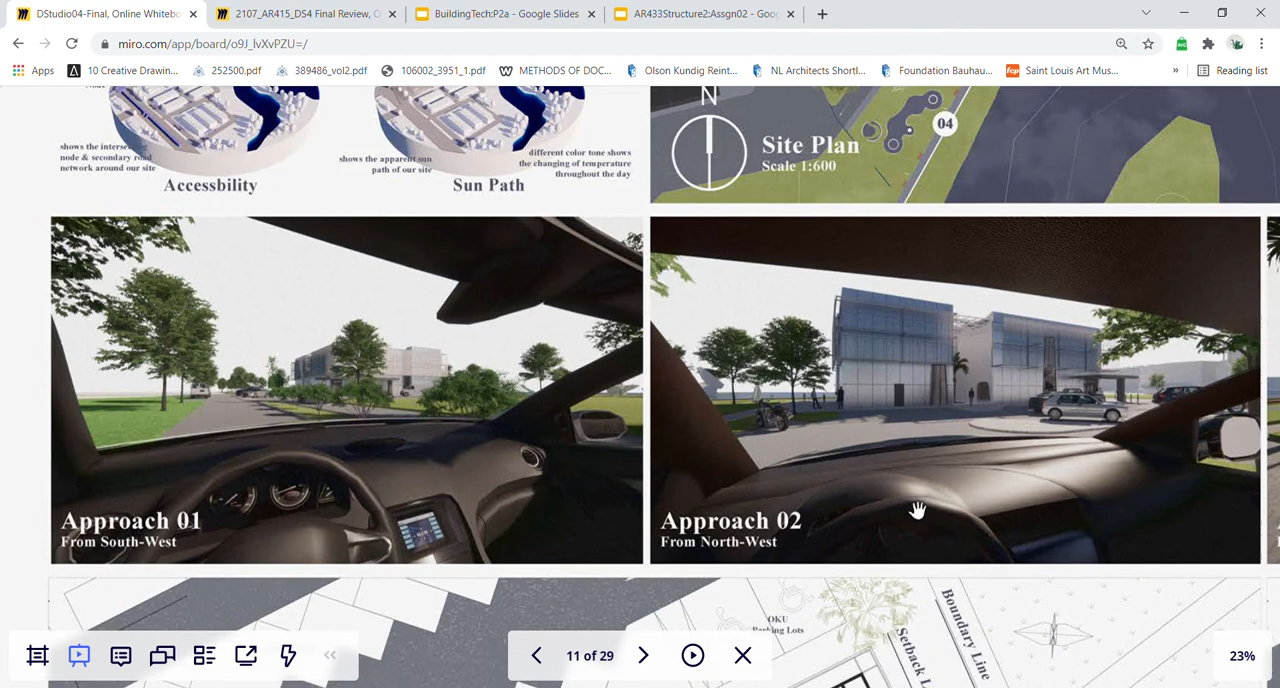 DStudio04-Final, Online Whitebo
2107_AR415_DS4 Final Review, O
BuildingTech:P2a - Google Slides
AR433Structure2:Assgn02 - Goog
miro.com/app/board/o9J_lvXvPZU=/
Apps
10 Creative Drawin...
252500.pdf
389486_vol2.pdf
106002_3951_1.pdf
METHODS OF DOC...
Olson Kundig Reint...
NL Architects Shortl...
Foundation Bauhau...
fcp
Saint Louis Art Mus...
»
Reading list
shows the intersecting
node & secondary road
network around our site
Accessbility
shows the apparent sun
path of our site
different color tone shows
the changing of temperature
throughout the day
Sun Path
N
04
Site Plan
Scale 1:600
Approach 01
From South-West
Approach 02
From North-West
OKU
Parking Lots
Boundary Line
Setback L
11 of 29
23%